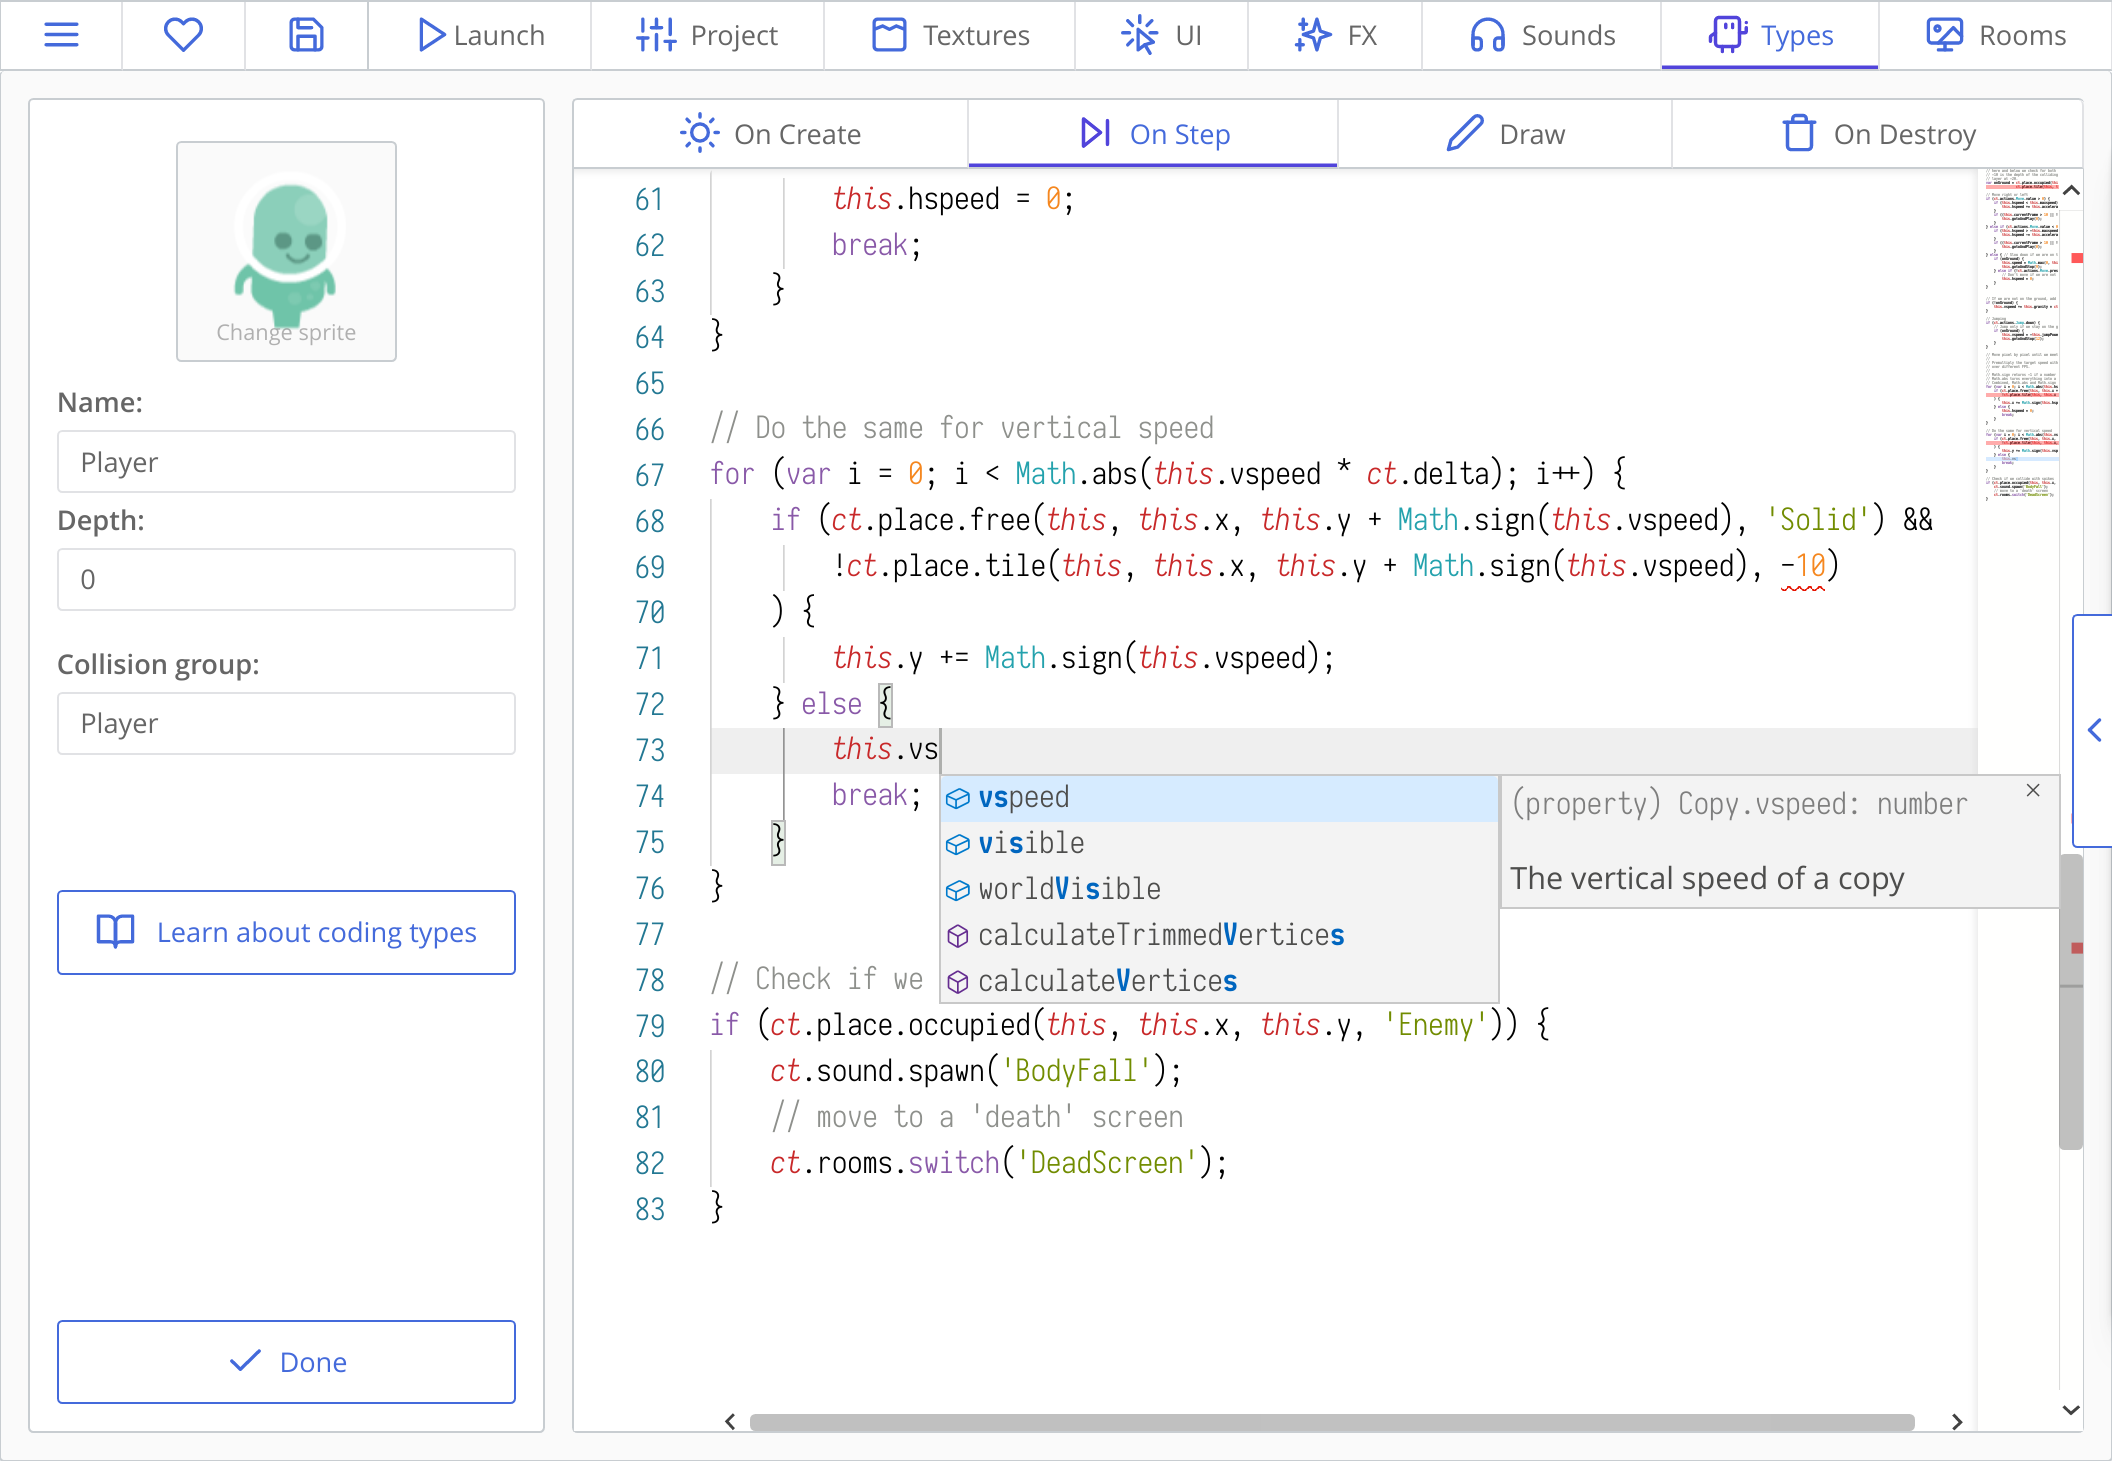 Launch
Project
Textures
UI
FX
Sounds
Types
Rooms
Change sprite
Name:
Player
Depth:
0
Collision group:
Player
Learn about coding types
Done
On Create
On Step
Draw
On Destroy
61 this.hspeed = 0;
62 break;
63 }
64 }
65
66 // Do the same for vertical speed
67 for (var i = 0; i < Math.abs(this.vspeed * ct.delta); i++) {
68 if (ct.place.free(this, this.x, this.y + Math.sign(this.vspeed), 'Solid') &&
69 !ct.place.tile(this, this.x, this.y + Math.sign(this.vspeed), -10)
70 ) {
71 this.y += Math.sign(this.vspeed);
72 } else {
73 this.vs
74 break;
75 }
76 }
77
78 // Check if we
79 if (ct.place.occupied(this, this.x, this.y, 'Enemy')) {
80 ct.sound.spawn('BodyFall');
81 // move to a 'death' screen
82 ct.rooms.switch('DeadScreen');
83 }
vspeed
visible
worldVisible
calculateTrimmedVertices
calculateVertices
(property) Copy.vspeed: number
The vertical speed of a copy